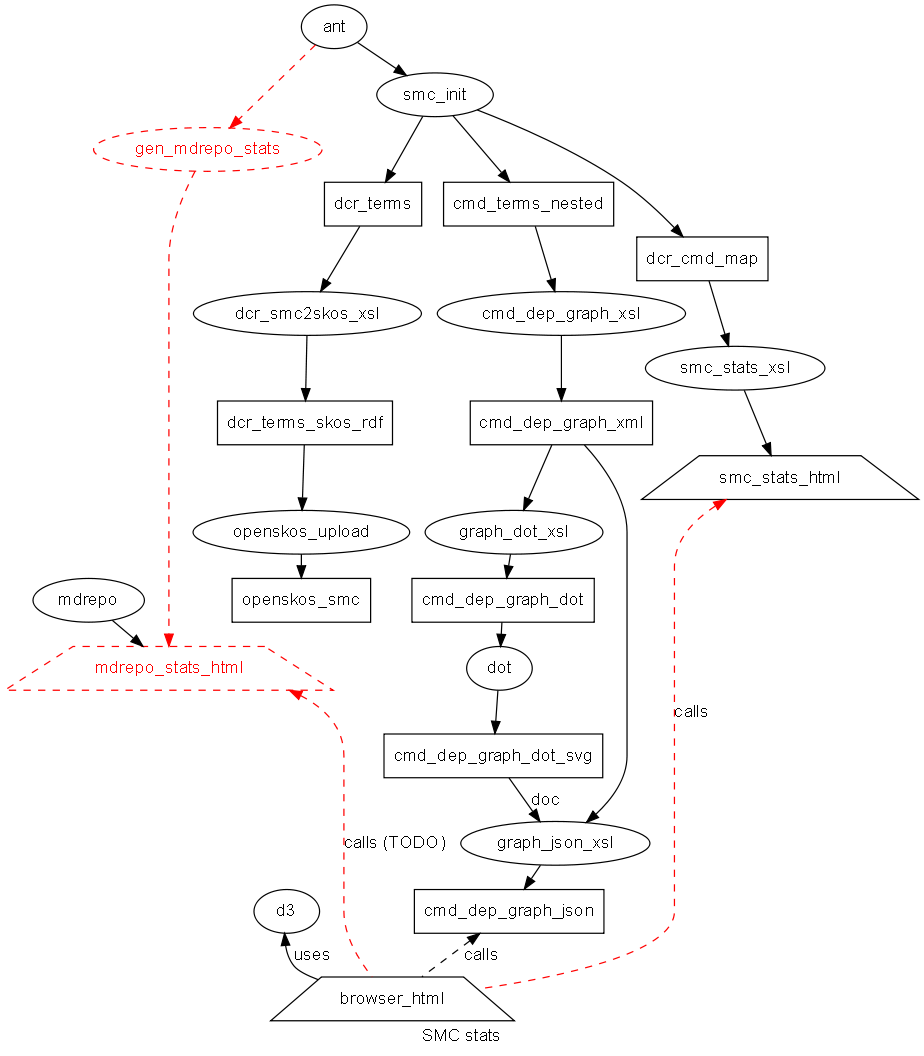 ant
smc_init
gen_mdrepo_stats
dcr_terms
cmd_terms_nested
dcr_cmd_map
dcr_smc2skos_xsl
cmd_dep_graph_xsl
smc_stats_xsl
dcr_terms_skos_rdf
cmd_dep_graph_xml
smc_stats_html
openskos_upload
graph_dot_xsl
mdrepo
openskos_smc
cmd_dep_graph_dot
mdrepo_stats_html
dot
calls
cmd_dep_graph_dot_svg
doc
calls (TODO)
graph_json_xsl
d3
cmd_dep_graph_json
uses
calls
browser_html
SMC stats